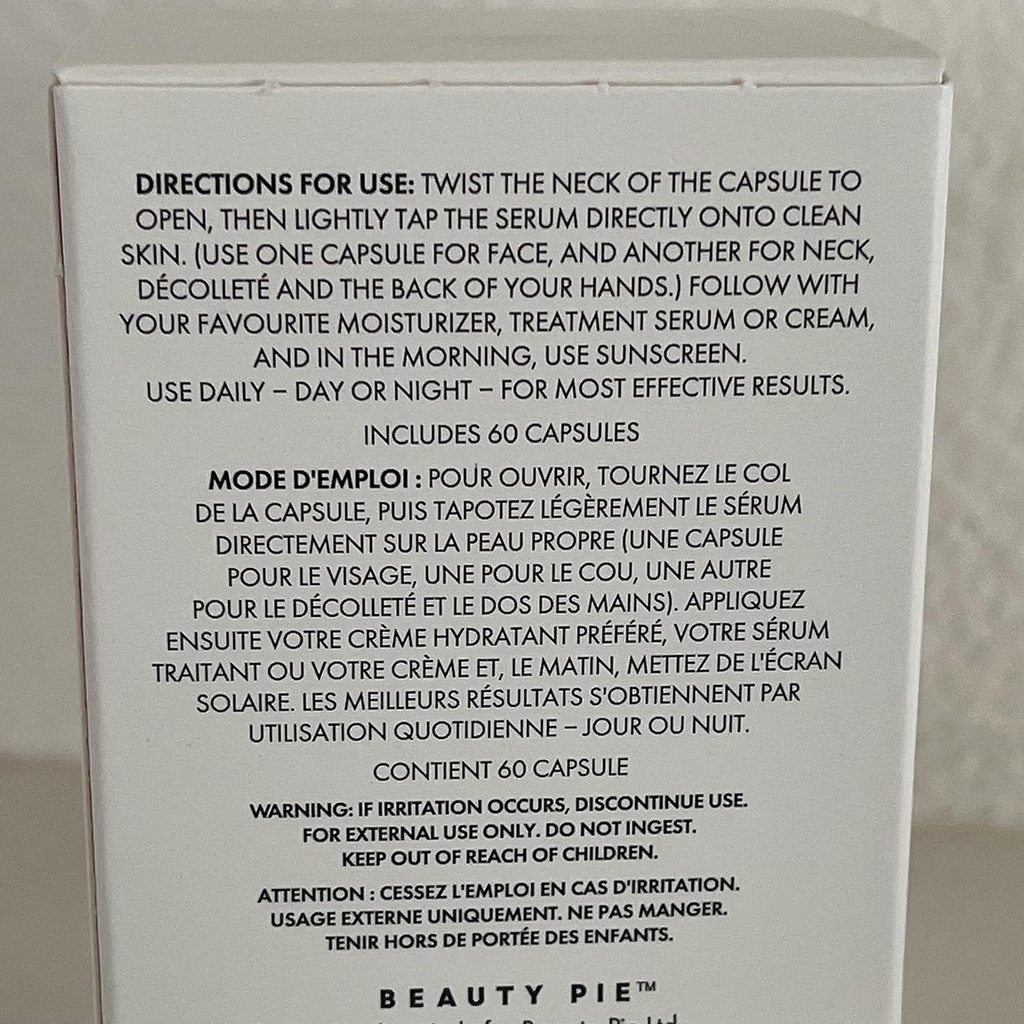 DIRECTIONS FOR USE: TWIST THE NECK OF THE CAPSULE TO
OPEN, THEN LIGHTLY TAP THE SERUM DIRECTLY ONTO CLEAN
SKIN. (USE ONE CAPSULE FOR FACE, AND ANOTHER FOR NECK,
DÉCOLLETÉ AND THE BACK OF YOUR HANDS.) FOLLOW WITH
YOUR FAVOURITE MOISTURIZER, TREATMENT SERUM OR CREAM,
AND IN THE MORNING, USE SUNSCREEN.
USE DAILY – DAY OR NIGHT – FOR MOST EFFECTIVE RESULTS.
INCLUDES 60 CAPSULES
MODE D'EMPLOI : POUR OUVRIR, TOURNEZ LE COL
DE LA CAPSULE, PUIS TAPOTEZ LÉGÈREMENT LE SÉRUM
DIRECTEMENT SUR LA PEAU PROPRE (UNE CAPSULE
POUR LE VISAGE, UNE POUR LE COU, UNE AUTRE
POUR LE DÉCOLLETÉ ET LE DOS DES MAINS). APPLIQUEZ
ENSUITE VOTRE CRÈME HYDRATANT PRÉFÉRÉ, VOTRE SÉRUM
TRAITANT OU VOTRE CRÈME ET, LE MATIN, METTEZ DE L'ÉCRAN
SOLAIRE. LES MEILLEURS RÉSULTATS S'OBTIENNENT PAR
UTILISATION QUOTIDIENNE – JOUR OU NUIT.
CONTIENT 60 CAPSULE
WARNING: IF IRRITATION OCCURS, DISCONTINUE USE.
FOR EXTERNAL USE ONLY. DO NOT INGEST.
KEEP OUT OF REACH OF CHILDREN.
ATTENTION : CESSEZ L'EMPLOI EN CAS D'IRRITATION.
USAGE EXTERNE UNIQUEMENT. NE PAS MANGER.
TENIR HORS DE PORTÉE DES ENFANTS.
BEAUTY PIE™